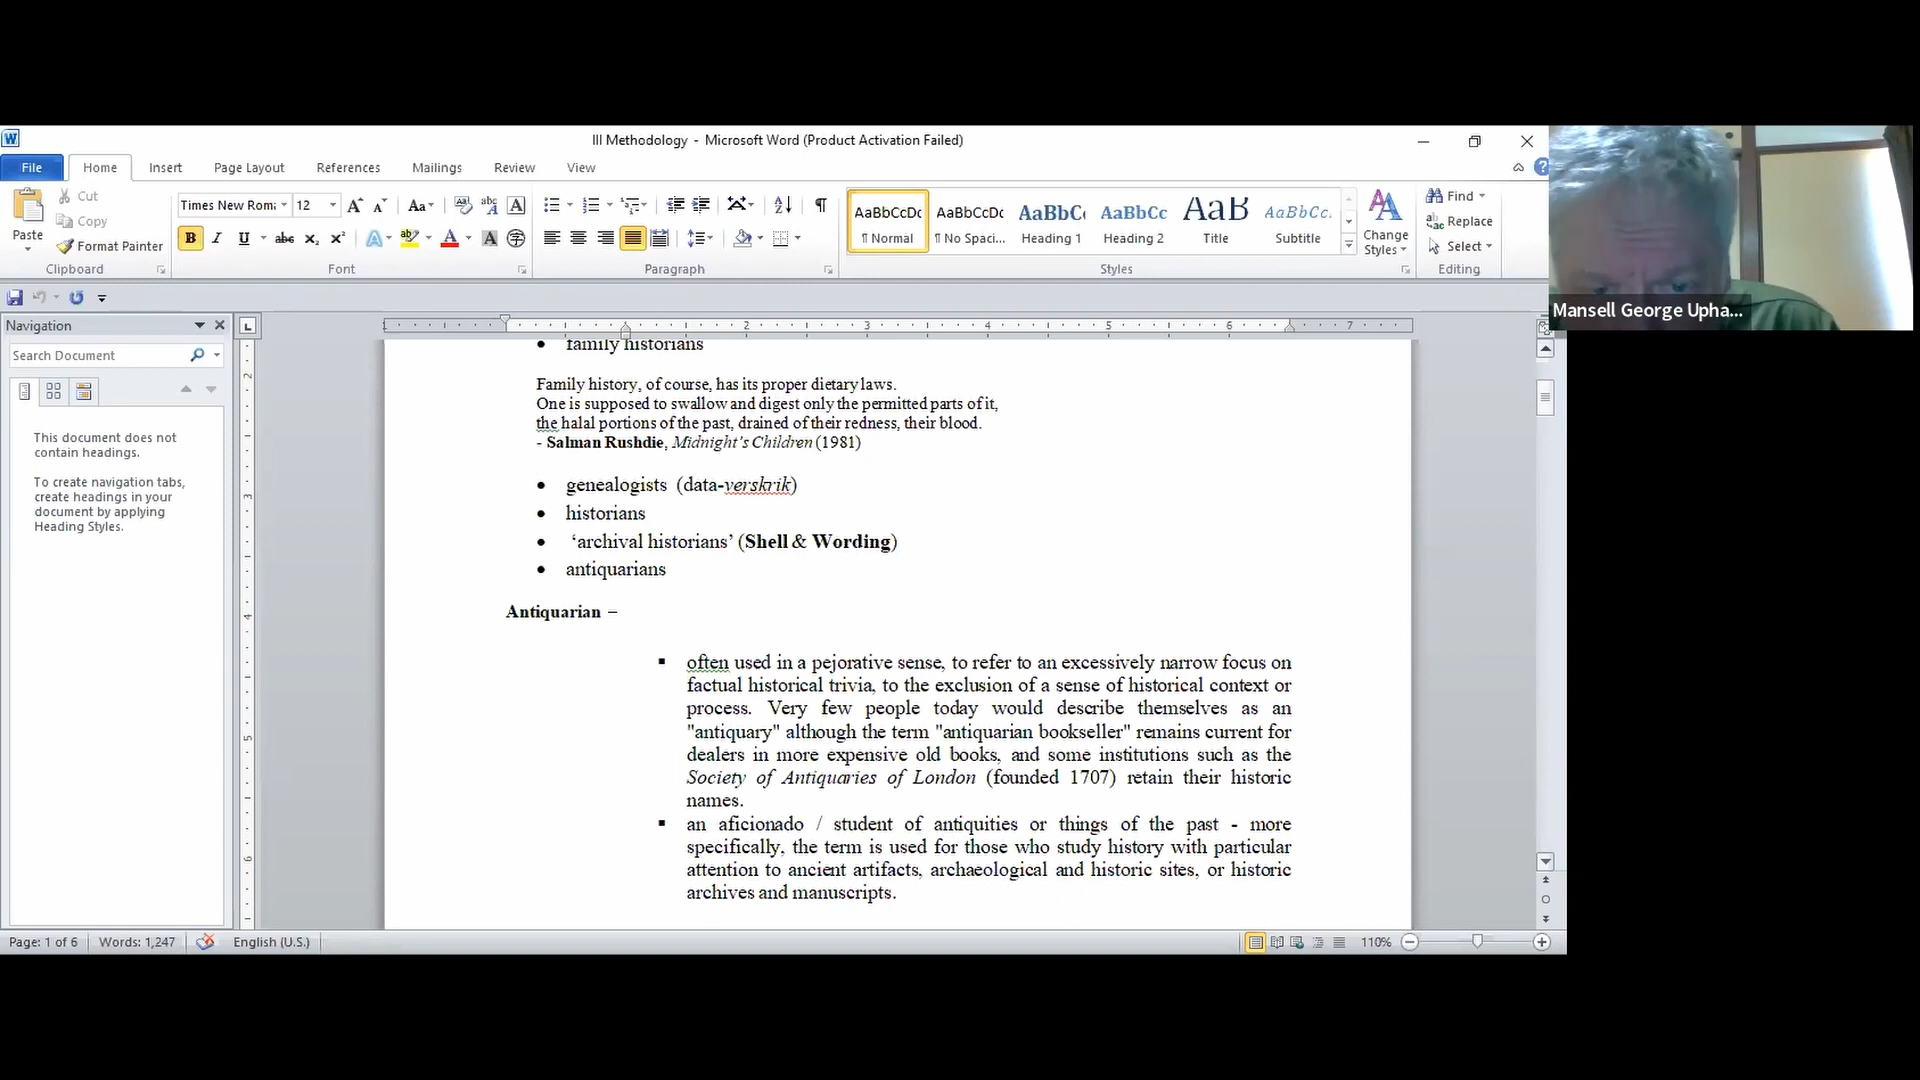 III Methodology - Microsoft Word (Product Activation Failed)
File Home Insert Page Layout References Mailings Review View
Paste
Cut
Copy
Format Painter
Clipboard
Times New Rom: 12
Font
Paragraph
AaBbCcDc AaBbCcDc AaBbC AaBbCc AaB AaBbCc.
¶ Normal ¶ No Spaci... Heading 1 Heading 2 Title Subtitle
Styles
Change
Styles
Find
Replace
Select
Editing
Mansell George Upha...
Navigation
Search Document
This document does not
contain headings.
To create navigation tabs,
create headings in your
document by applying
Heading Styles.
1 2 3 4 5 6 7
• family historians
Family history, of course, has its proper dietary laws.
One is supposed to swallow and digest only the permitted parts of it,
the halal portions of the past, drained of their redness, their blood.
- Salman Rushdie, Midnight’s Children (1981)
• genealogists (data-verskrik)
• historians
• ‘archival historians’ (Shell & Wording)
• antiquarians
Antiquarian –
▪ often used in a pejorative sense, to refer to an excessively narrow focus on
factual historical trivia, to the exclusion of a sense of historical context or
process. Very few people today would describe themselves as an
"antiquary" although the term "antiquarian bookseller" remains current for
dealers in more expensive old books, and some institutions such as the
Society of Antiquaries of London (founded 1707) retain their historic
names.
▪ an aficionado / student of antiquities or things of the past - more
specifically, the term is used for those who study history with particular
attention to ancient artifacts, archaeological and historic sites, or historic
archives and manuscripts.
Page: 1 of 6 Words: 1,247 English (U.S.) 110%